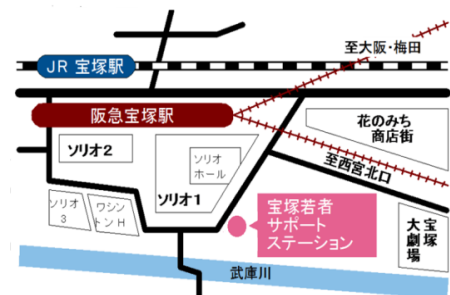 至大阪・梅田
JR 宝塚駅
阪急宝塚駅
花のみち
商店街
ソリオ2
ソリオ
ホール
至西宮北口
ソリオ1
ソリオ
3
ワシン
トンH
宝塚若者
サポート
ステーション
宝塚
大劇場
武庫川